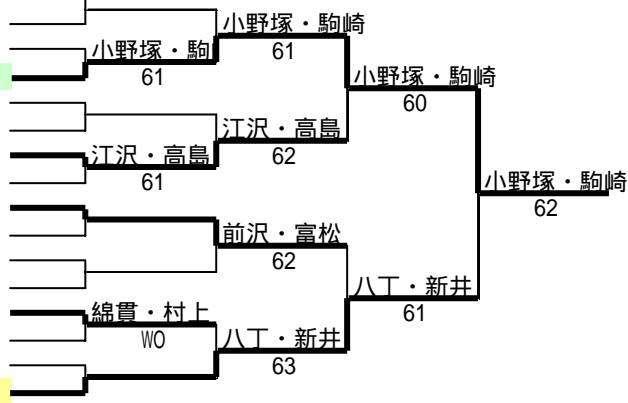 小野塚・駒
61
江沢・高島
61
綿貫・村上
WO
小野塚・駒崎
61
江沢・高島
62
前沢・富松
62
八丁・新井
63
小野塚・駒崎
60
八丁・新井
61
小野塚・駒崎
62